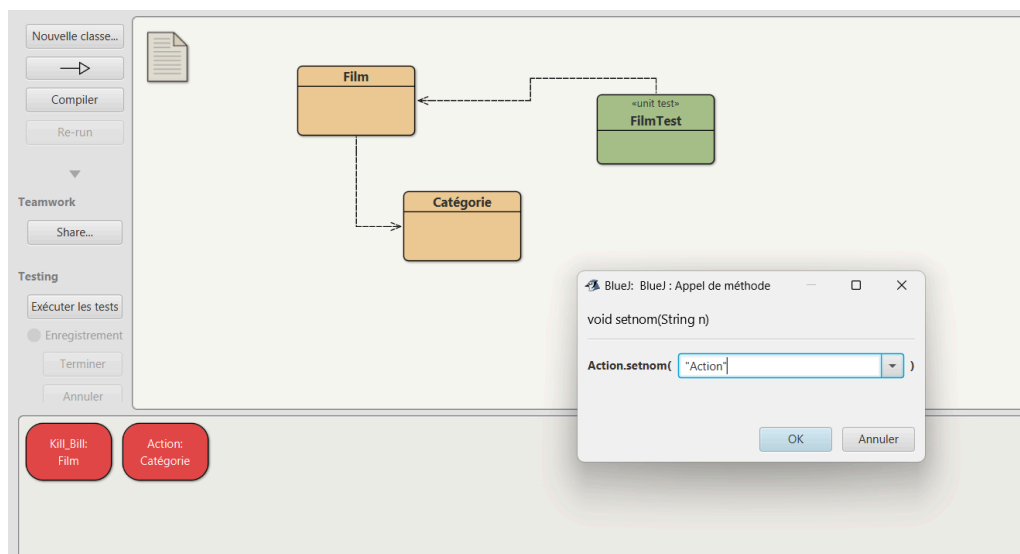 Nouvelle classe...
Compiler
Re-run
Teamwork
Share...
Testing
Exécuter les tests
Enregistrement
Terminer
Annuler
Film
«unit test»
FilmTest
Catégorie
BlueJ: BlueJ : Appel de méthode
void setnom(String n)
Action.setnom( "Action" )
OK
Annuler
Kill_Bill:
Film
Action:
Catégorie